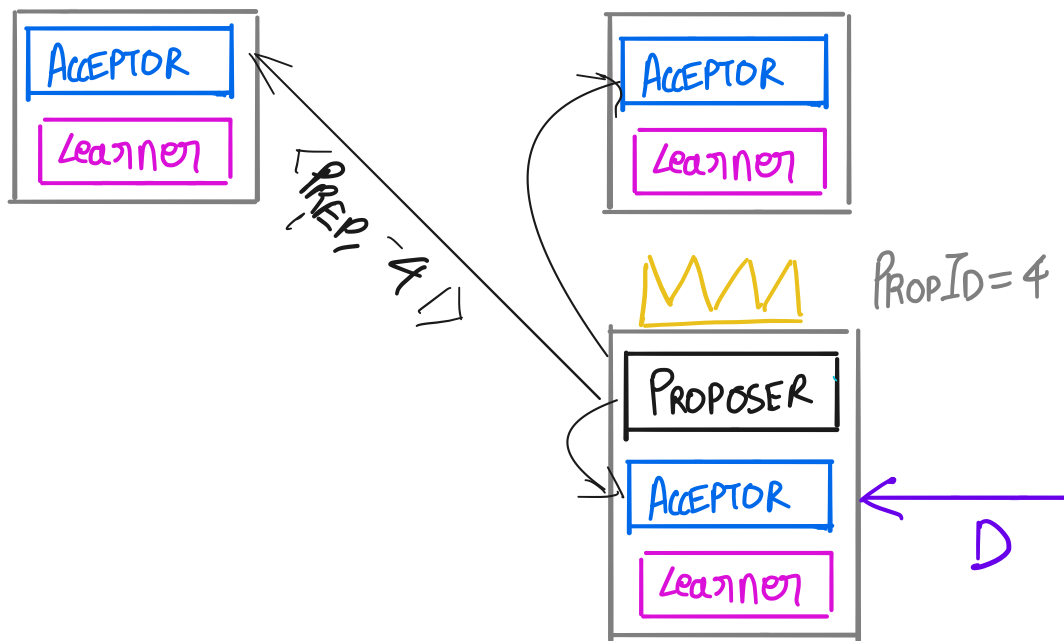 ACCEPTOR
Learner
ACCEPTOR
Learner
<PREP, 4>
PROPID = 4
PROPOSER
ACCEPTOR
D
Learner